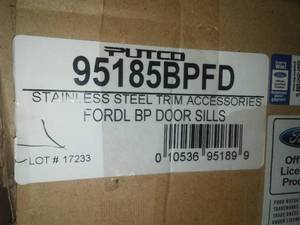 PUTCO
95185BPFD
STAINLESS STEEL TRIM ACCESSORIES
FORDL BP DOOR SILLS
LOT # 17233
0 10536 95189 9
Ford
Off
Lice
Prod